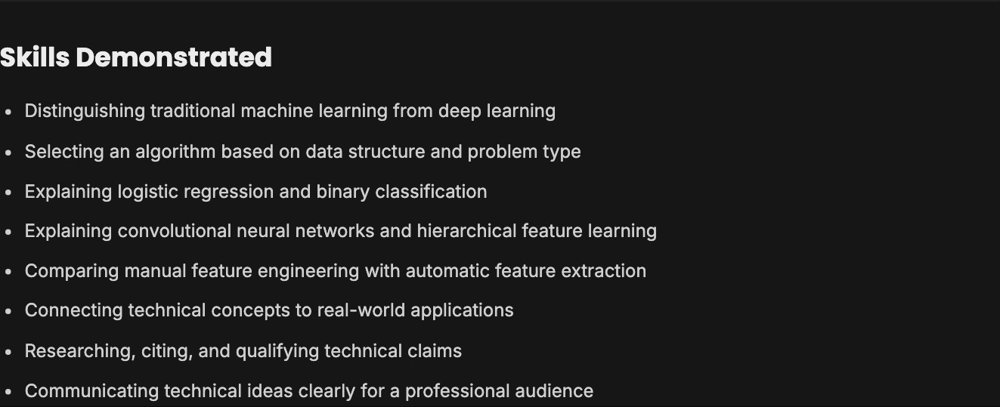 Skills Demonstrated
• Distinguishing traditional machine learning from deep learning
• Selecting an algorithm based on data structure and problem type
• Explaining logistic regression and binary classification
• Explaining convolutional neural networks and hierarchical feature learning
• Comparing manual feature engineering with automatic feature extraction
• Connecting technical concepts to real-world applications
• Researching, citing, and qualifying technical claims
• Communicating technical ideas clearly for a professional audience